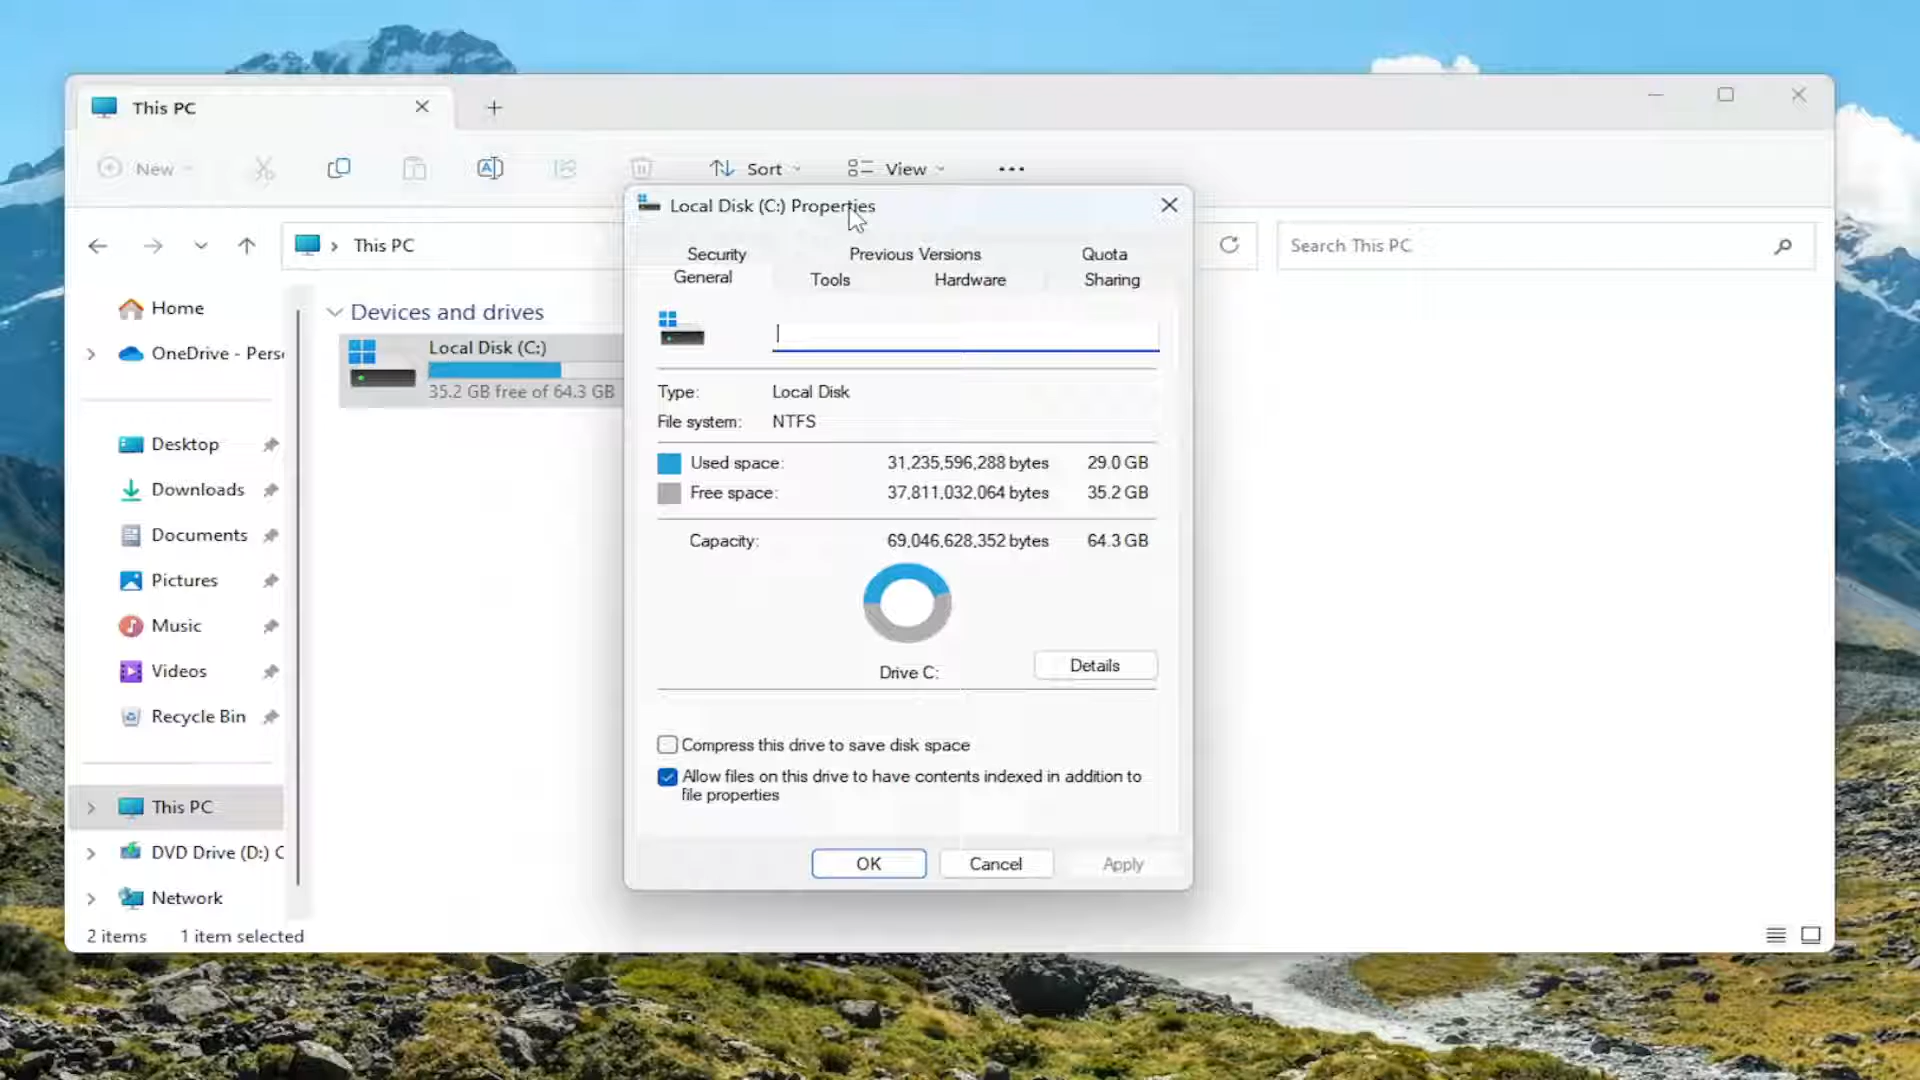 This PC
New
Sort
View
Local Disk (C:) Properties
This PC
Search This PC
Security
Previous Versions
Quota
General
Tools
Hardware
Sharing
Home
OneDrive - Pers
Desktop
Downloads
Documents
Pictures
Music
Videos
Recycle Bin
This PC
DVD Drive (D:) C
Network
Devices and drives
Local Disk (C:)
35.2 GB free of 64.3 GB
Type: Local Disk
File system: NTFS
Used space: 31,235,596,288 bytes 29.0 GB
Free space: 37,811,032,064 bytes 35.2 GB
Capacity: 69,046,628,352 bytes 64.3 GB
Drive C:
Details
Compress this drive to save disk space
Allow files on this drive to have contents indexed in addition to
file properties
OK
Cancel
Apply
2 items
1 item selected